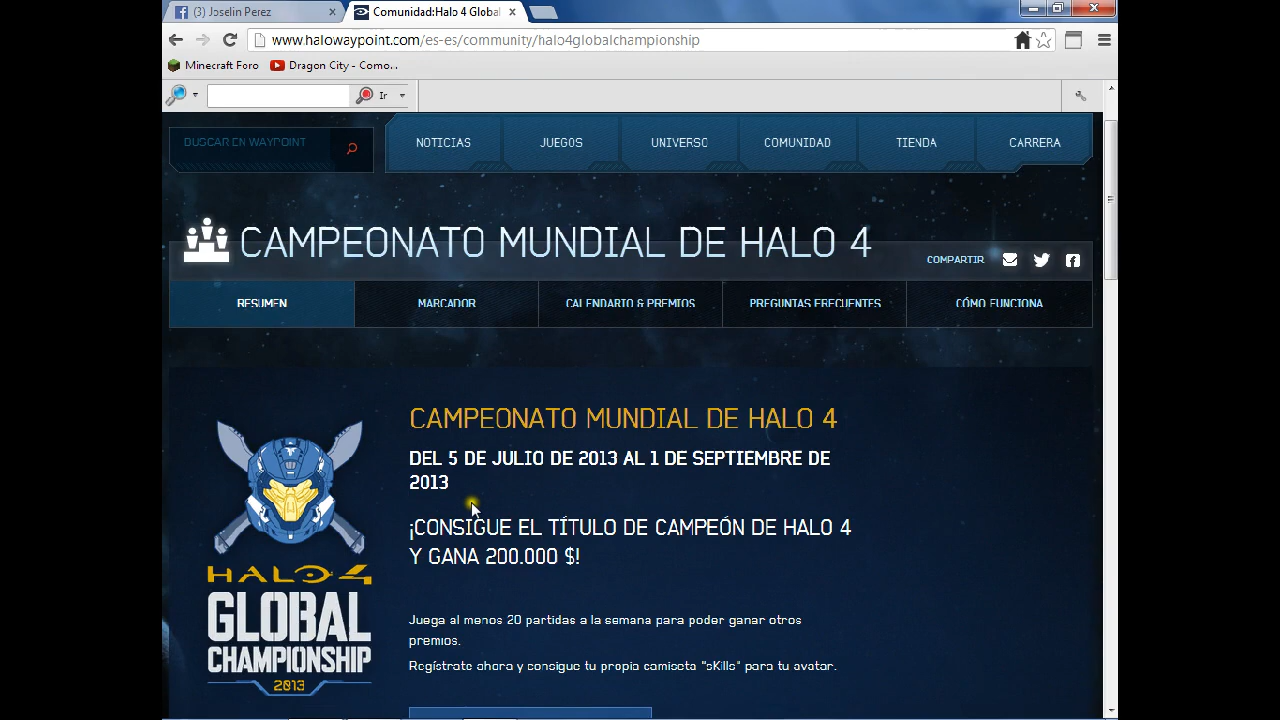 (3) Joselin Perez
Comunidad:Halo 4 Global
www.halowaypoint.com/es-es/community/halo4globalchampionship
Minecraft Foro
Dragon City - Como...
Ir
BUSCAR EN WAYPOINT
NOTICIAS
JUEGOS
UNIVERSO
COMUNIDAD
TIENDA
CARRERA
CAMPEONATO MUNDIAL DE HALO 4
COMPARTIR
RESUMEN
MARCADOR
CALENDARIO & PREMIOS
PREGUNTAS FRECUENTES
CÓMO FUNCIONA
CAMPEONATO MUNDIAL DE HALO 4
DEL 5 DE JULIO DE 2013 AL 1 DE SEPTIEMBRE DE
2013
¡CONSIGUE EL TÍTULO DE CAMPEÓN DE HALO 4
Y GANA 200.000 $!
Juega al menos 20 partidas a la semana para poder ganar otros
premios.
Regístrate ahora y consigue tu propia camiseta "sKills" para tu avatar.
HALO 4
GLOBAL
CHAMPIONSHIP
2013